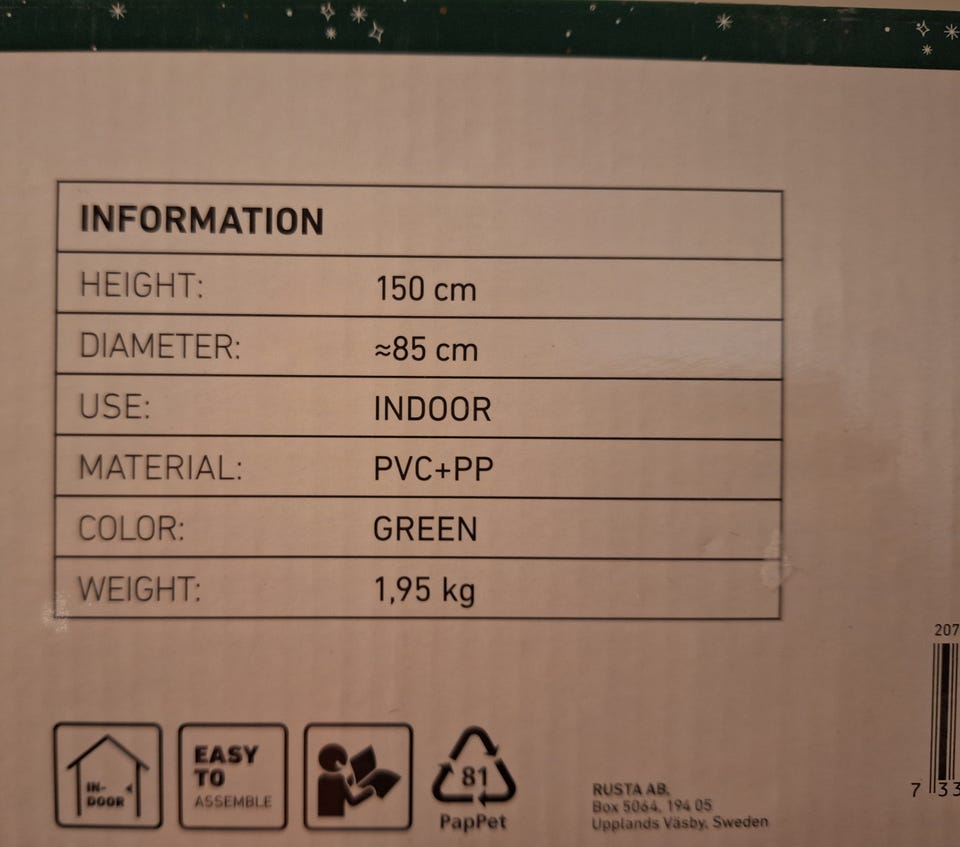 INFORMATION
HEIGHT: 150 cm
DIAMETER: ≈85 cm
USE: INDOOR
MATERIAL: PVC+PP
COLOR: GREEN
WEIGHT: 1,95 kg
207
IN-
DOOR
EASY
TO
ASSEMBLE
81
PapPet
RUSTA AB,
Box 5064, 194 05
Upplands Väsby, Sweden
7 33